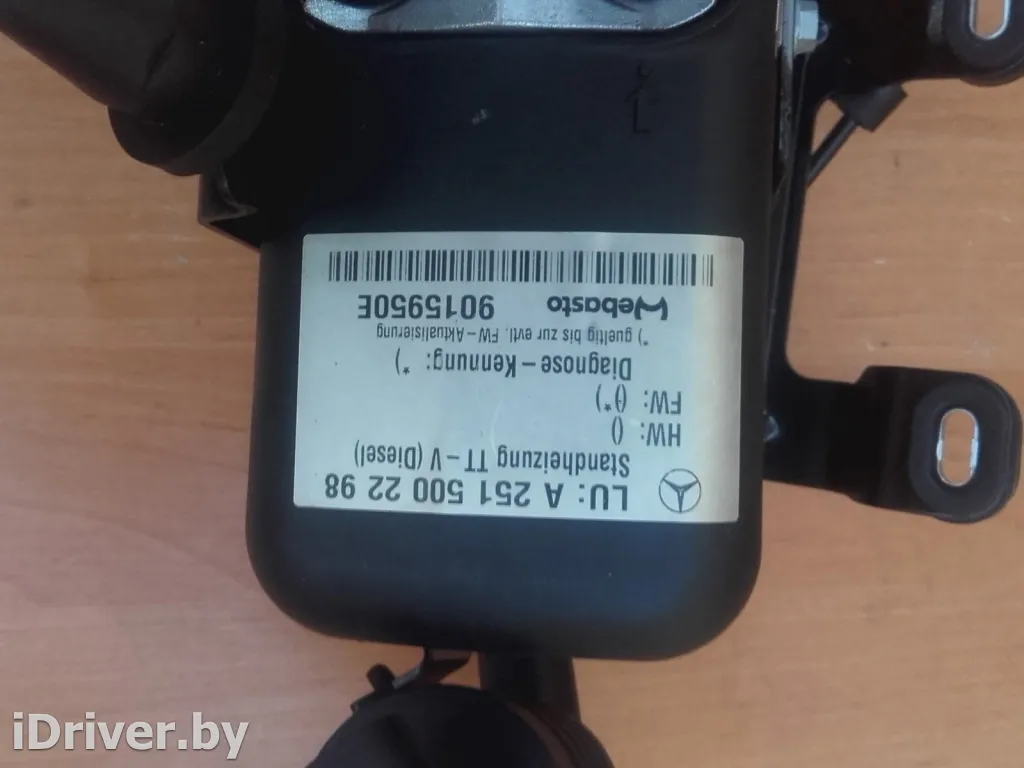 LU: A 251 500 22 98
Standheizung TT-V (Diesel)
HW: ()
FW: ()*)
Diagnose-Kennung: *)
*) gueltig bis zur evtl. FW-Aktualisierung
Webasto 9015950E
iDriver.by